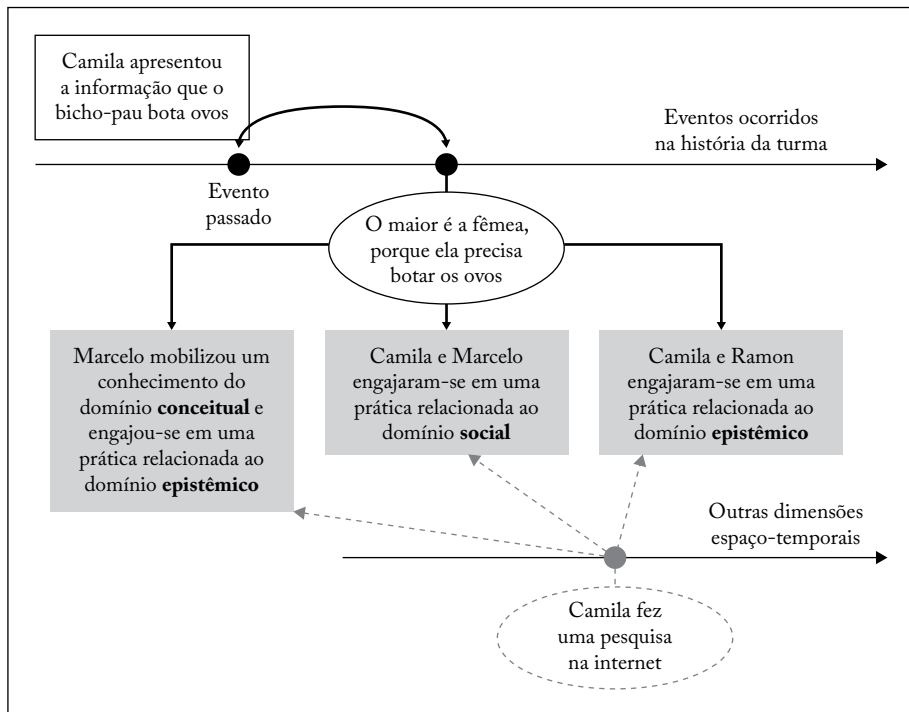 Camila apresentou
a informação que o
bicho-pau bota ovos
Eventos ocorridos
na história da turma
Evento
passado
O maior é a fêmea,
porque ela precisa
botar os ovos
Marcelo mobilizou um
conhecimento do
domínio conceitual e
engajou-se em uma
prática relacionada ao
domínio epistêmico
Camila e Marcelo
engajaram-se em uma
prática relacionada ao
domínio social
Camila e Ramon
engajaram-se em uma
prática relacionada ao
domínio epistêmico
Outras dimensões
espaço-temporais
Camila fez
uma pesquisa
na internet